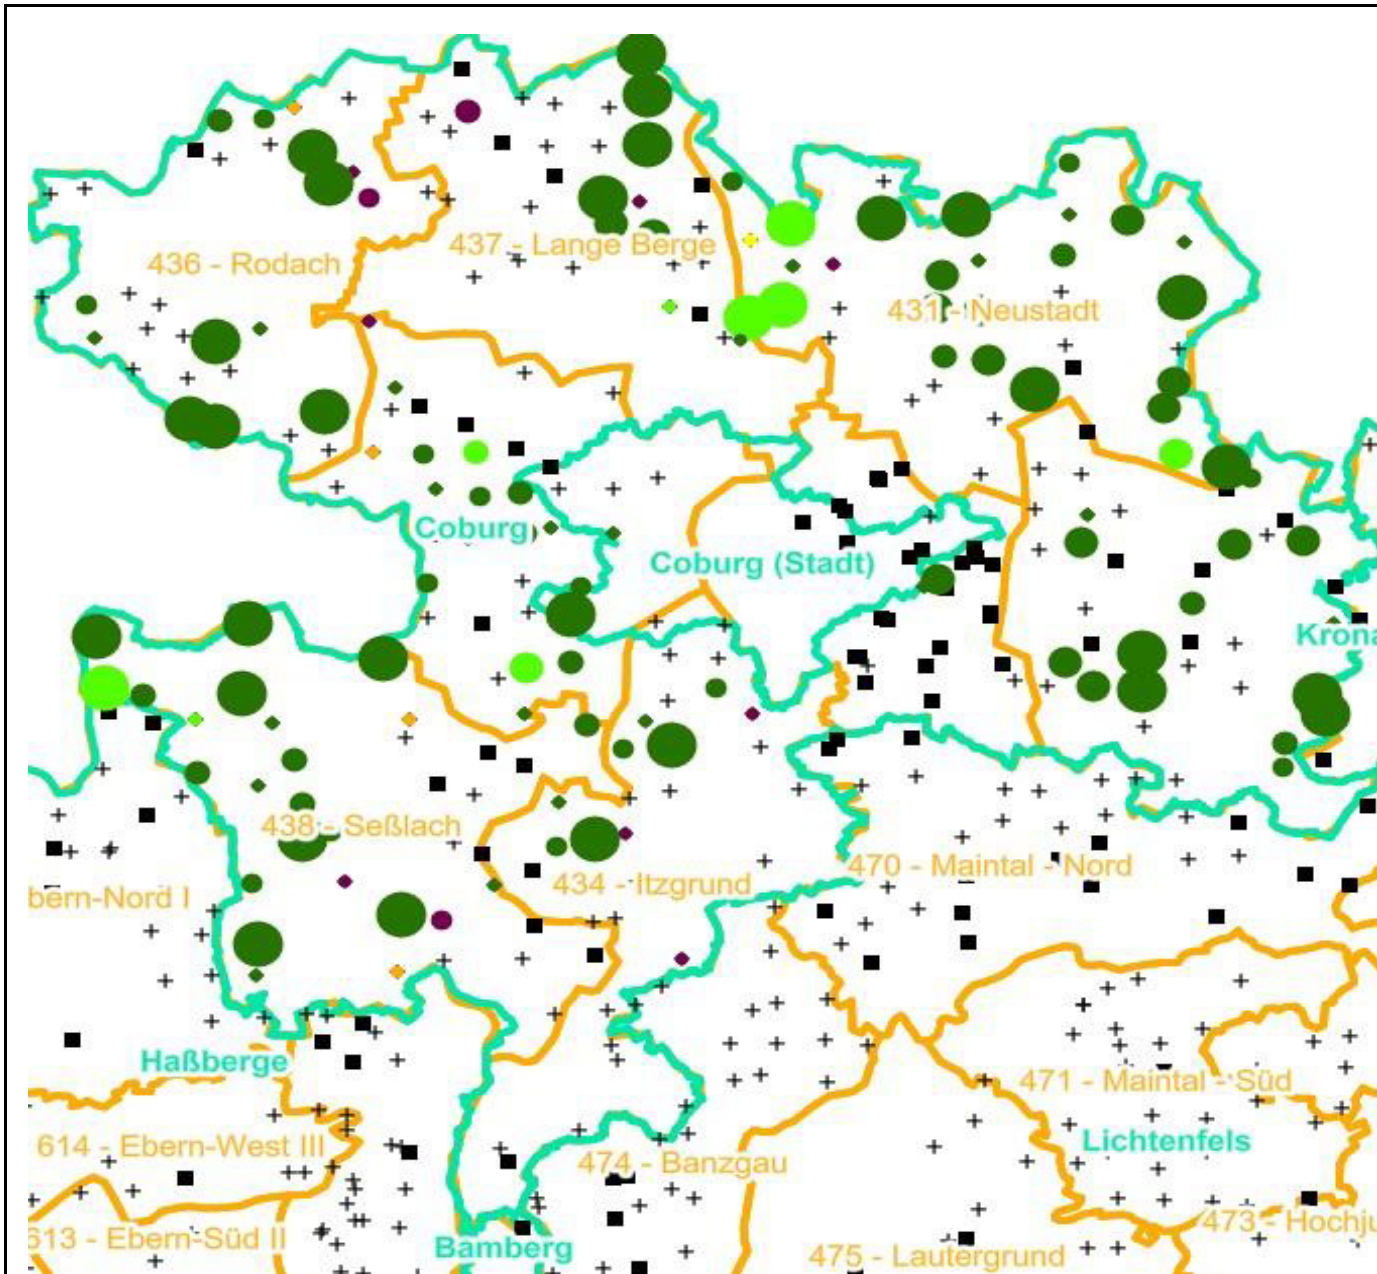 437 - Lange Berge
436 - Rodach
431 - Neustadt
Coburg
Coburg (Stadt)
Krona
438 - Seßlach
470 - Maintal - Nord
434 - Itzgrund
bern-Nord I
Haßberge
471 - Maintal - Süd
614 - Ebern-West III
Lichtenfels
474 - Banzgau
473 - Hochju
613 - Ebern-Süd II
Bamberg
475 - Lautergrund